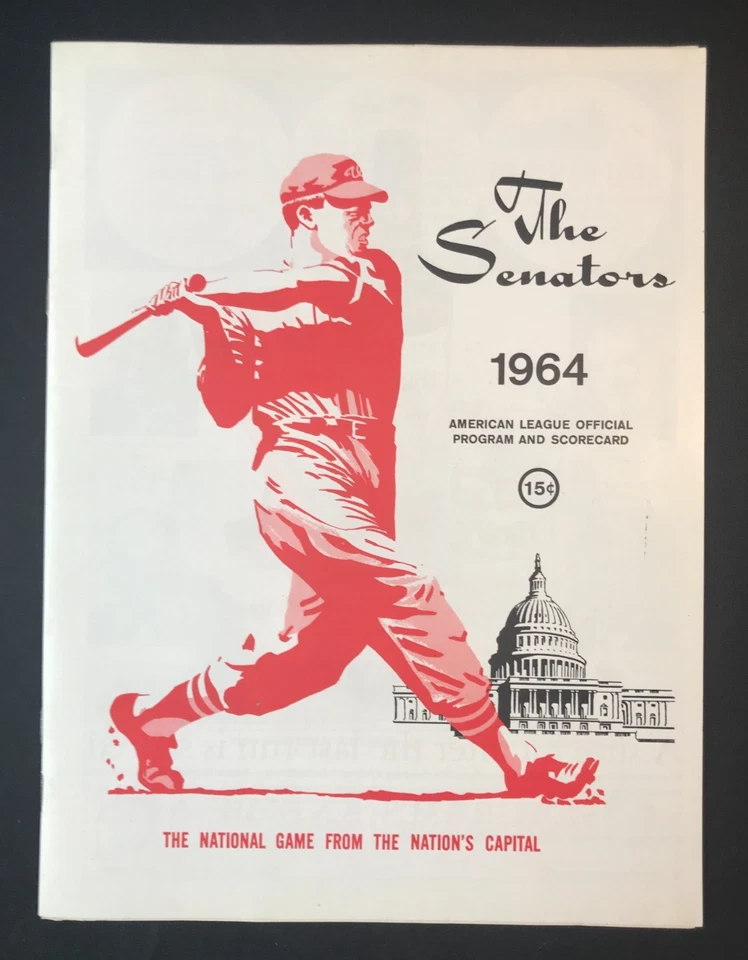 The
Senators
1964
AMERICAN LEAGUE OFFICIAL
PROGRAM AND SCORECARD
15¢
THE NATIONAL GAME FROM THE NATION'S CAPITAL